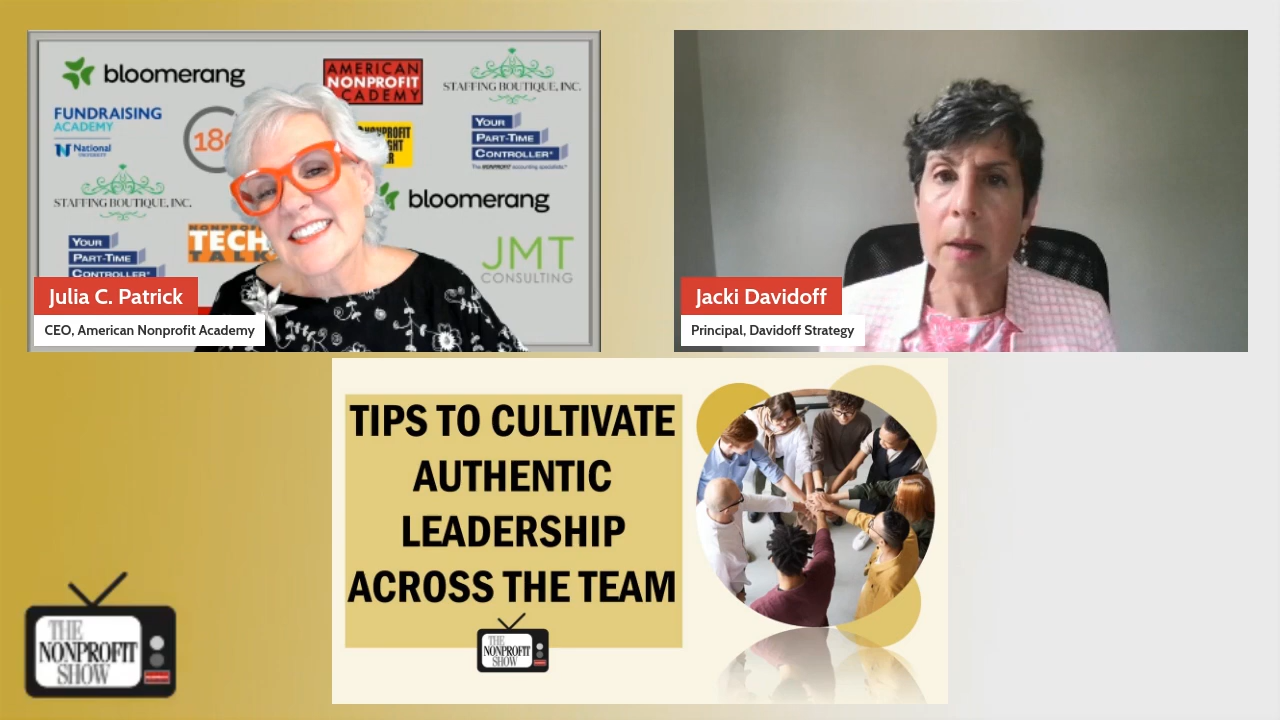 bloomerang
AMERICAN
NONPROFIT
ACADEMY
STAFFING BOUTIQUE, INC.
FUNDRAISING
ACADEMY
National
UNIVERSITY
YOUR
PART-TIME
CONTROLLER
STAFFING BOUTIQUE, INC.
bloomerang
YOUR
PART-TIME
CONTROLLER
TECH
TALK
JMT
CONSULTING
Julia C. Patrick
CEO, American Nonprofit Academy
Jacki Davidoff
Principal, Davidoff Strategy
TIPS TO CULTIVATE
AUTHENTIC
LEADERSHIP
ACROSS THE TEAM
THE
NONPROFIT
SHOW
THE
NONPROFIT
SHOW